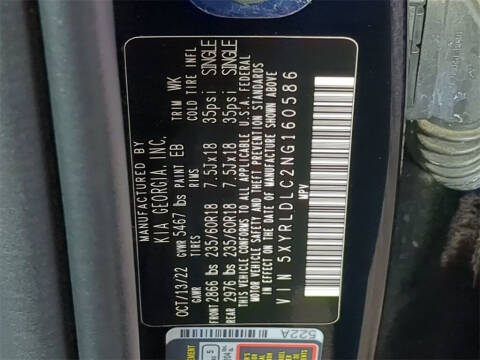 MANUFACTURED BY
KIA GEORGIA, INC.
OCT/13/22 GVWR 5467 lbs PAINT EB TRIM WK
GAWR TIRES RMS COLD TIRE INFL
FRONT 2866 lbs 235/60R18 7.5Jx18 35psi SINGLE
REAR 2976 lbs 235/60R18 7.5Jx18 35psi SINGLE
THIS VEHICLE CONFORMS TO ALL APPLICABLE U.S.A. FEDERAL
MOTOR VEHICLE SAFETY, BUMPER, AND THEFT PREVENTION STANDARDS
IN EFFECT ON THE DATE OF MANUFACTURE SHOWN ABOVE
VIN 5XYRLDLC2NG160586
MPV
522A